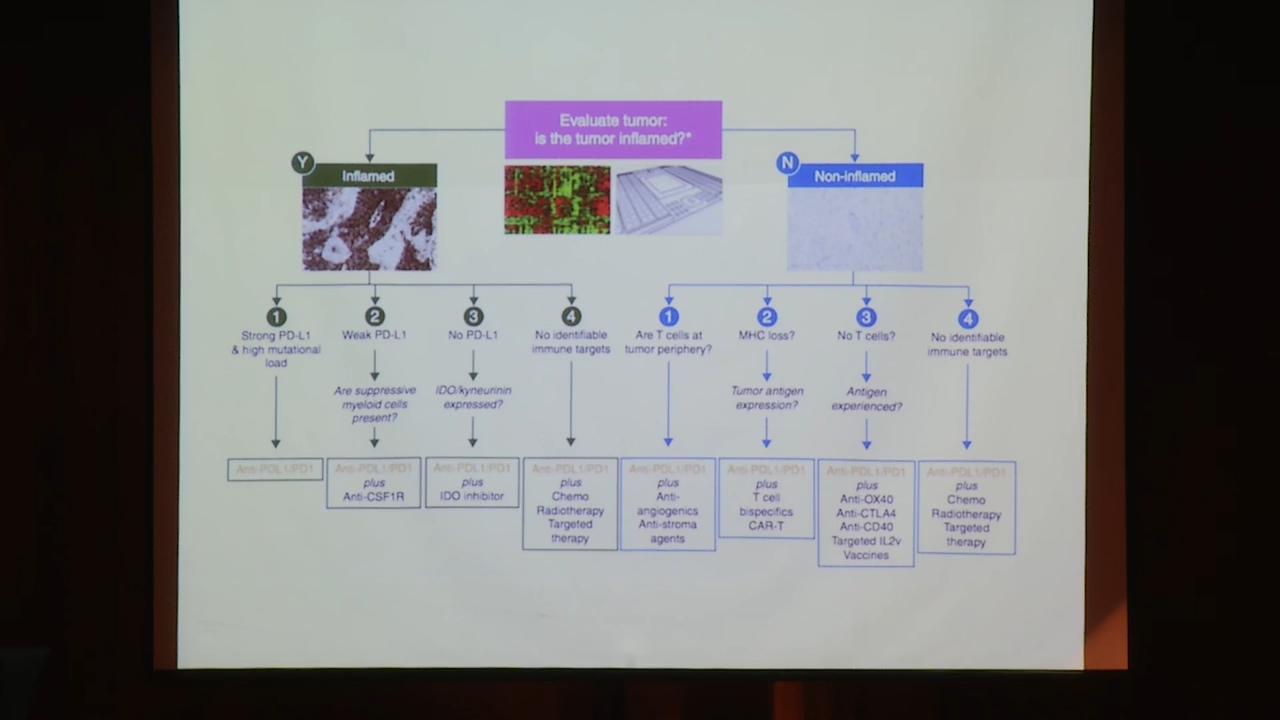 Evaluate tumor:
is the tumor inflamed?*
Y
Inflamed
N
Non-inflamed
1
Strong PD-L1
& high mutational
load
Anti-PDL1/PD1
2
Weak PD-L1
Are suppressive
myeloid cells
present?
Anti-PDL1/PD1
plus
Anti-CSF1R
3
No PD-L1
IDO/kyneurinin
expressed?
Anti-PDL1/PD1
plus
IDO inhibitor
4
No identifiable
immune targets
Anti-PDL1/PD1
plus
Chemo
Radiotherapy
Targeted
therapy
1
Are T cells at
tumor periphery?
Anti-PDL1/PD1
plus
Anti-
angiogenics
Anti-stroma
agents
2
MHC loss?
Tumor antigen
expression?
Anti-PDL1/PD1
plus
T cell
bispecifics
CAR-T
3
No T cells?
Antigen
experienced?
Anti-PDL1/PD1
plus
Anti-OX40
Anti-CTLA4
Anti-CD40
Targeted IL2v
Vaccines
4
No identifiable
immune targets
Anti-PDL1/PD1
plus
Chemo
Radiotherapy
Targeted
therapy